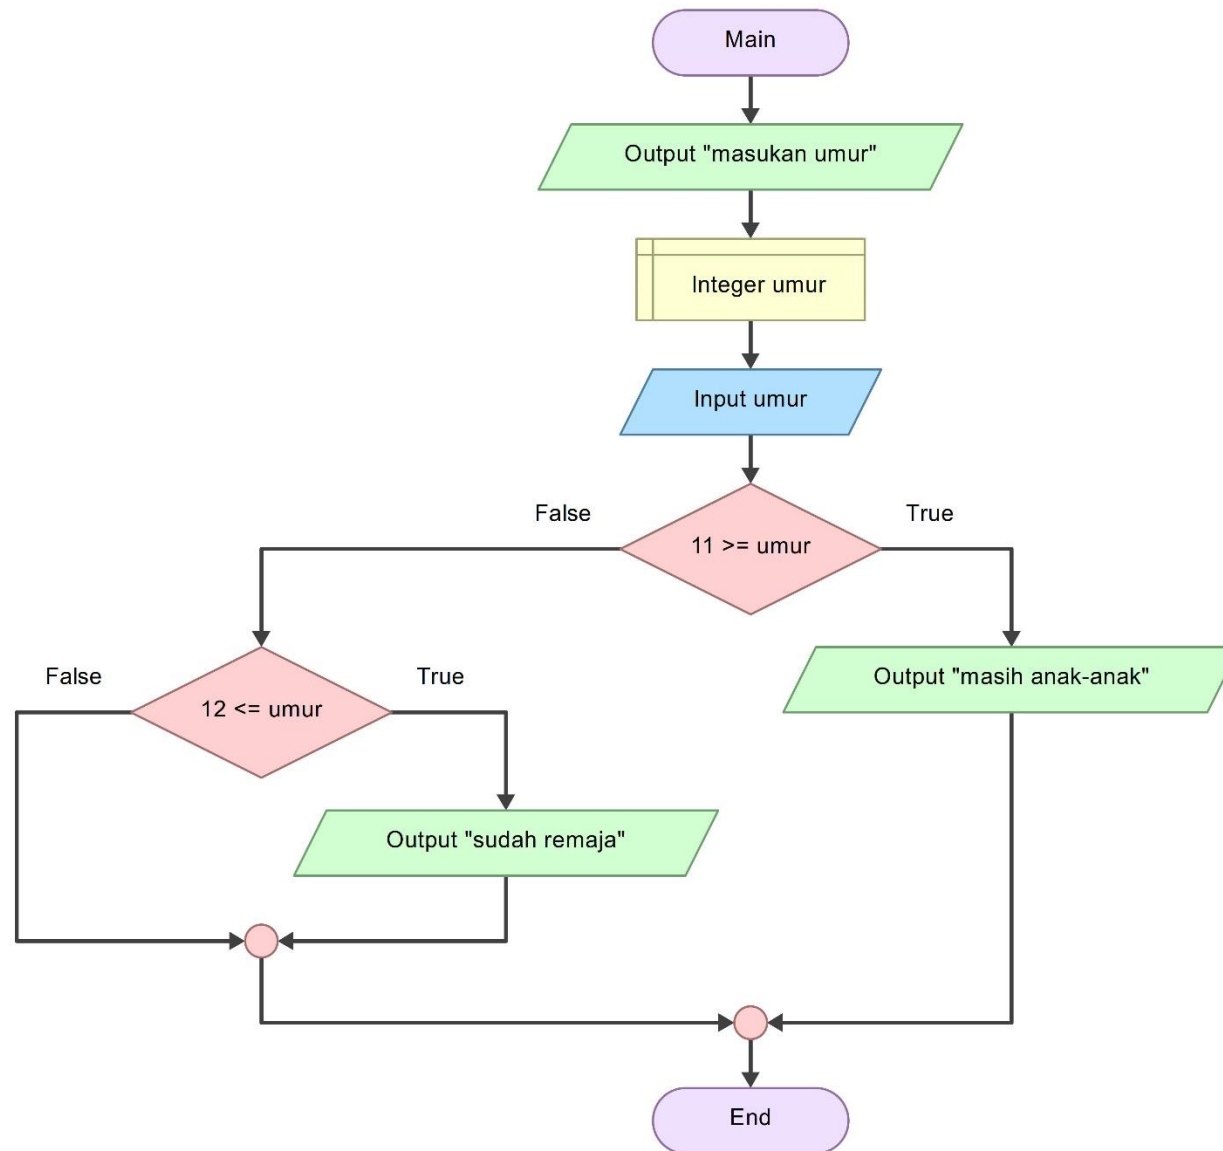 Main
Output "masukan umur"
Integer umur
Input umur
False
True
11 >= umur
False
True
12 <= umur
Output "masih anak-anak"
Output "sudah remaja"
End